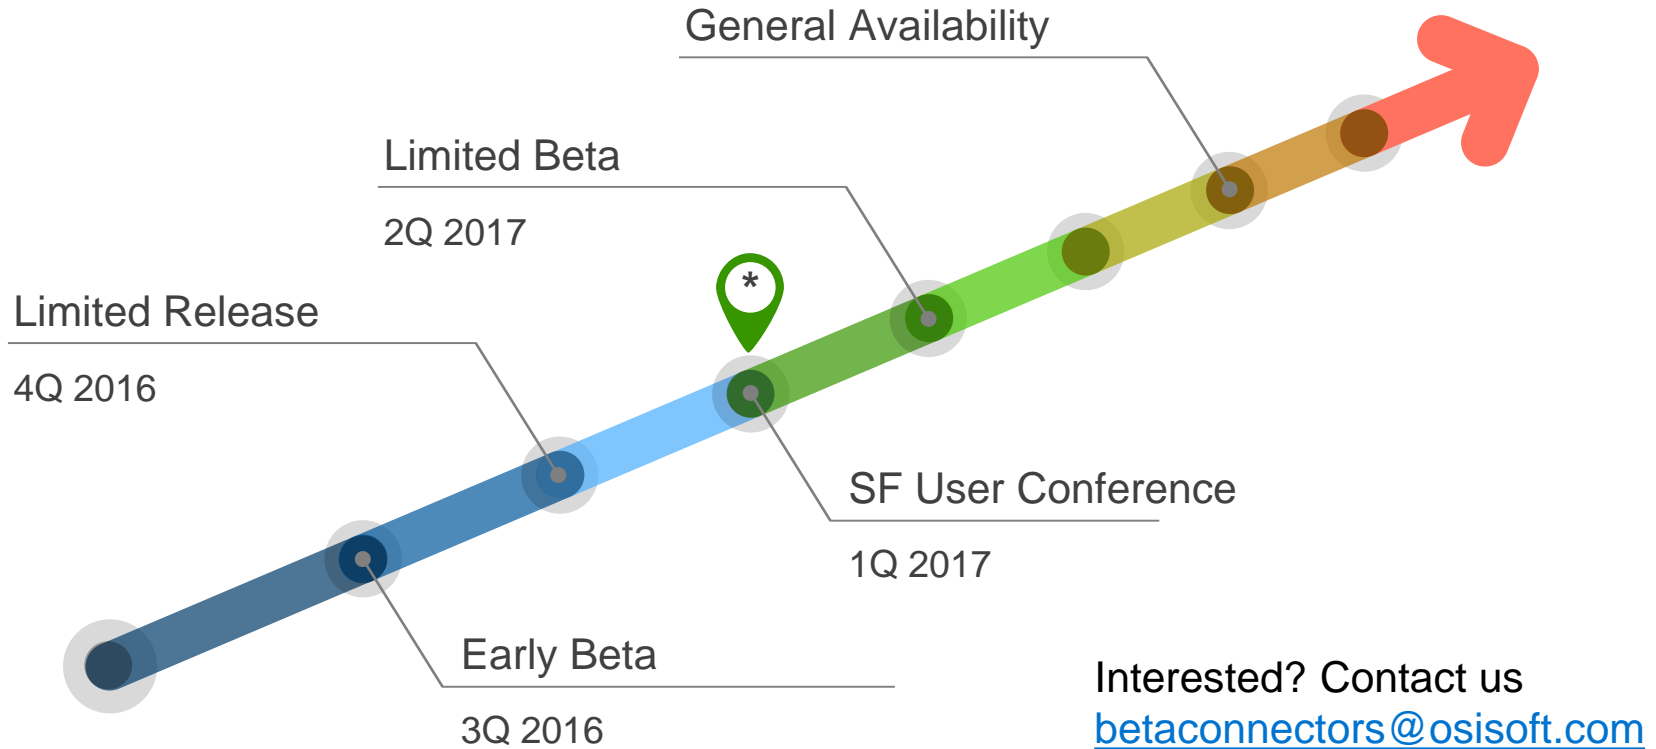 General Availability
Limited Beta
2Q 2017
*
Limited Release
4Q 2016
SF User Conference
1Q 2017
Early Beta
3Q 2016
Interested? Contact us
betaconnectors@osisoft.com